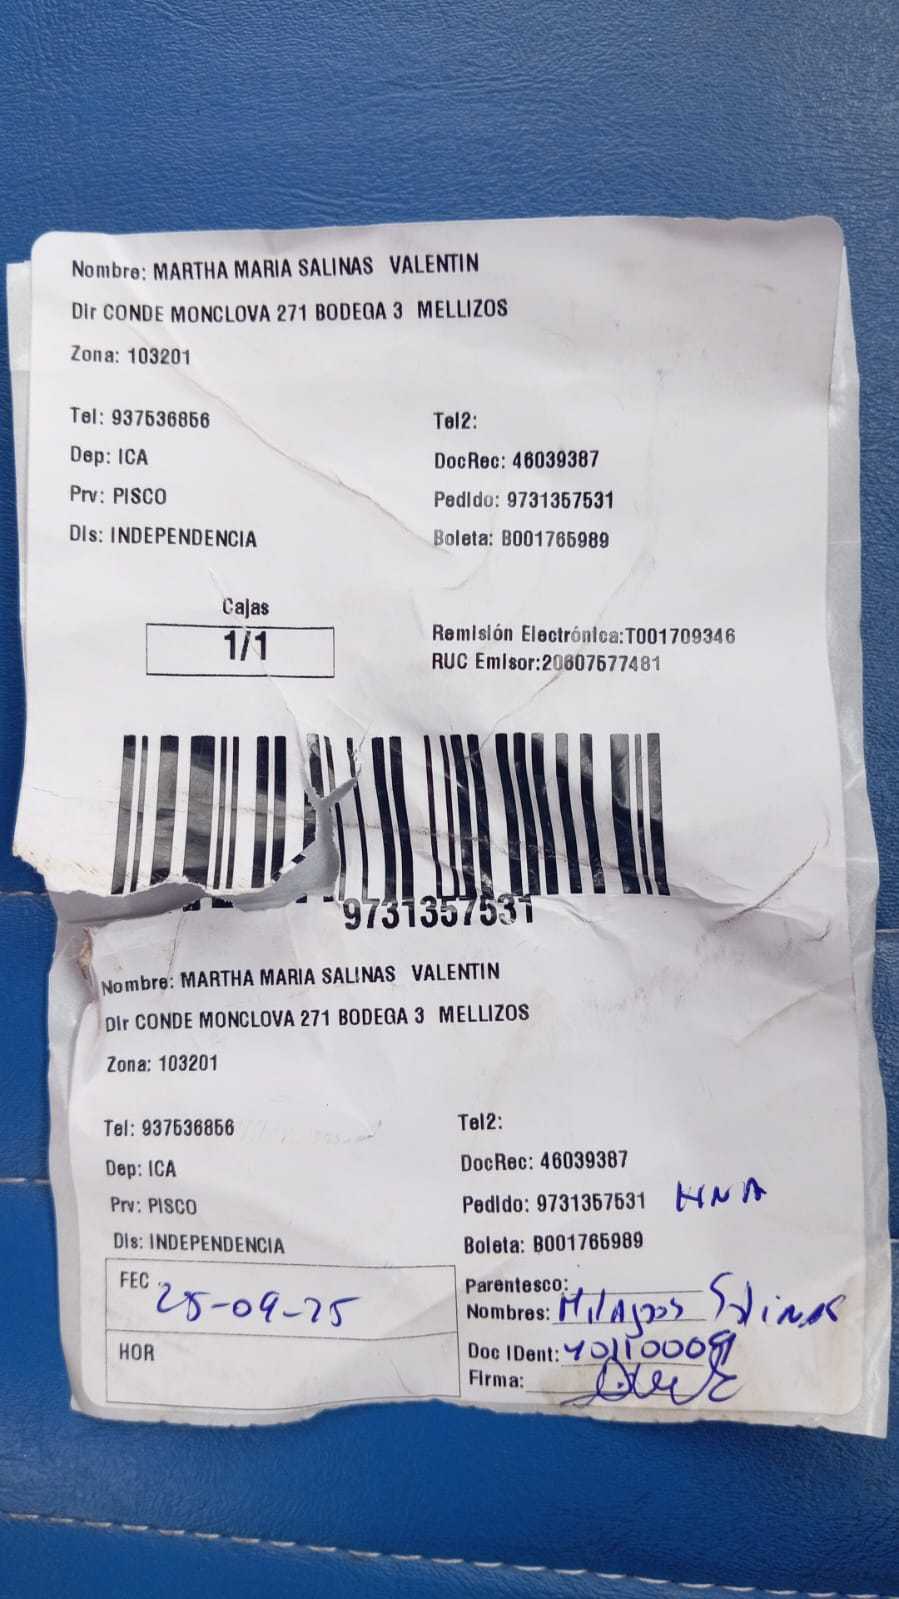 Nombre: MARTHA MARIA SALINAS VALENTIN
Dir CONDE MONCLOVA 271 BODEGA 3 MELLIZOS
Zona: 103201
Tel: 937536856 Tel2:
Dep: ICA DocRec: 46039387
Prv: PISCO Pedido: 9731357531
Dis: INDEPENDENCIA Boleta: B001765989
Cajas
1/1
Remisión Electrónica:T001709346
RUC Emisor:20607577481
9731357531
Nombre: MARTHA MARIA SALINAS VALENTIN
Dir CONDE MONCLOVA 271 BODEGA 3 MELLIZOS
Zona: 103201
Tel: 937536856 Tel2:
Dep: ICA DocRec: 46039387
Prv: PISCO Pedido: 9731357531 HNA
Dis: INDEPENDENCIA Boleta: B001765989
FEC 25-09-25
HOR
Parentesco:
Nombres: Milagros Salinas
Doc IDent:
Firma: